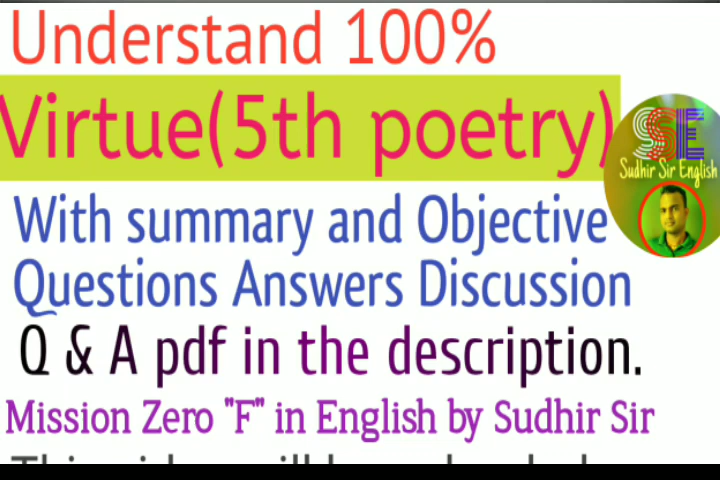 Understand 100%
Virtue(5th poetry)
SSE
Sudhir Sir English
With summary and Objective
Questions Answers Discussion
Q & A pdf in the description.
Mission Zero "F" in English by Sudhir Sir